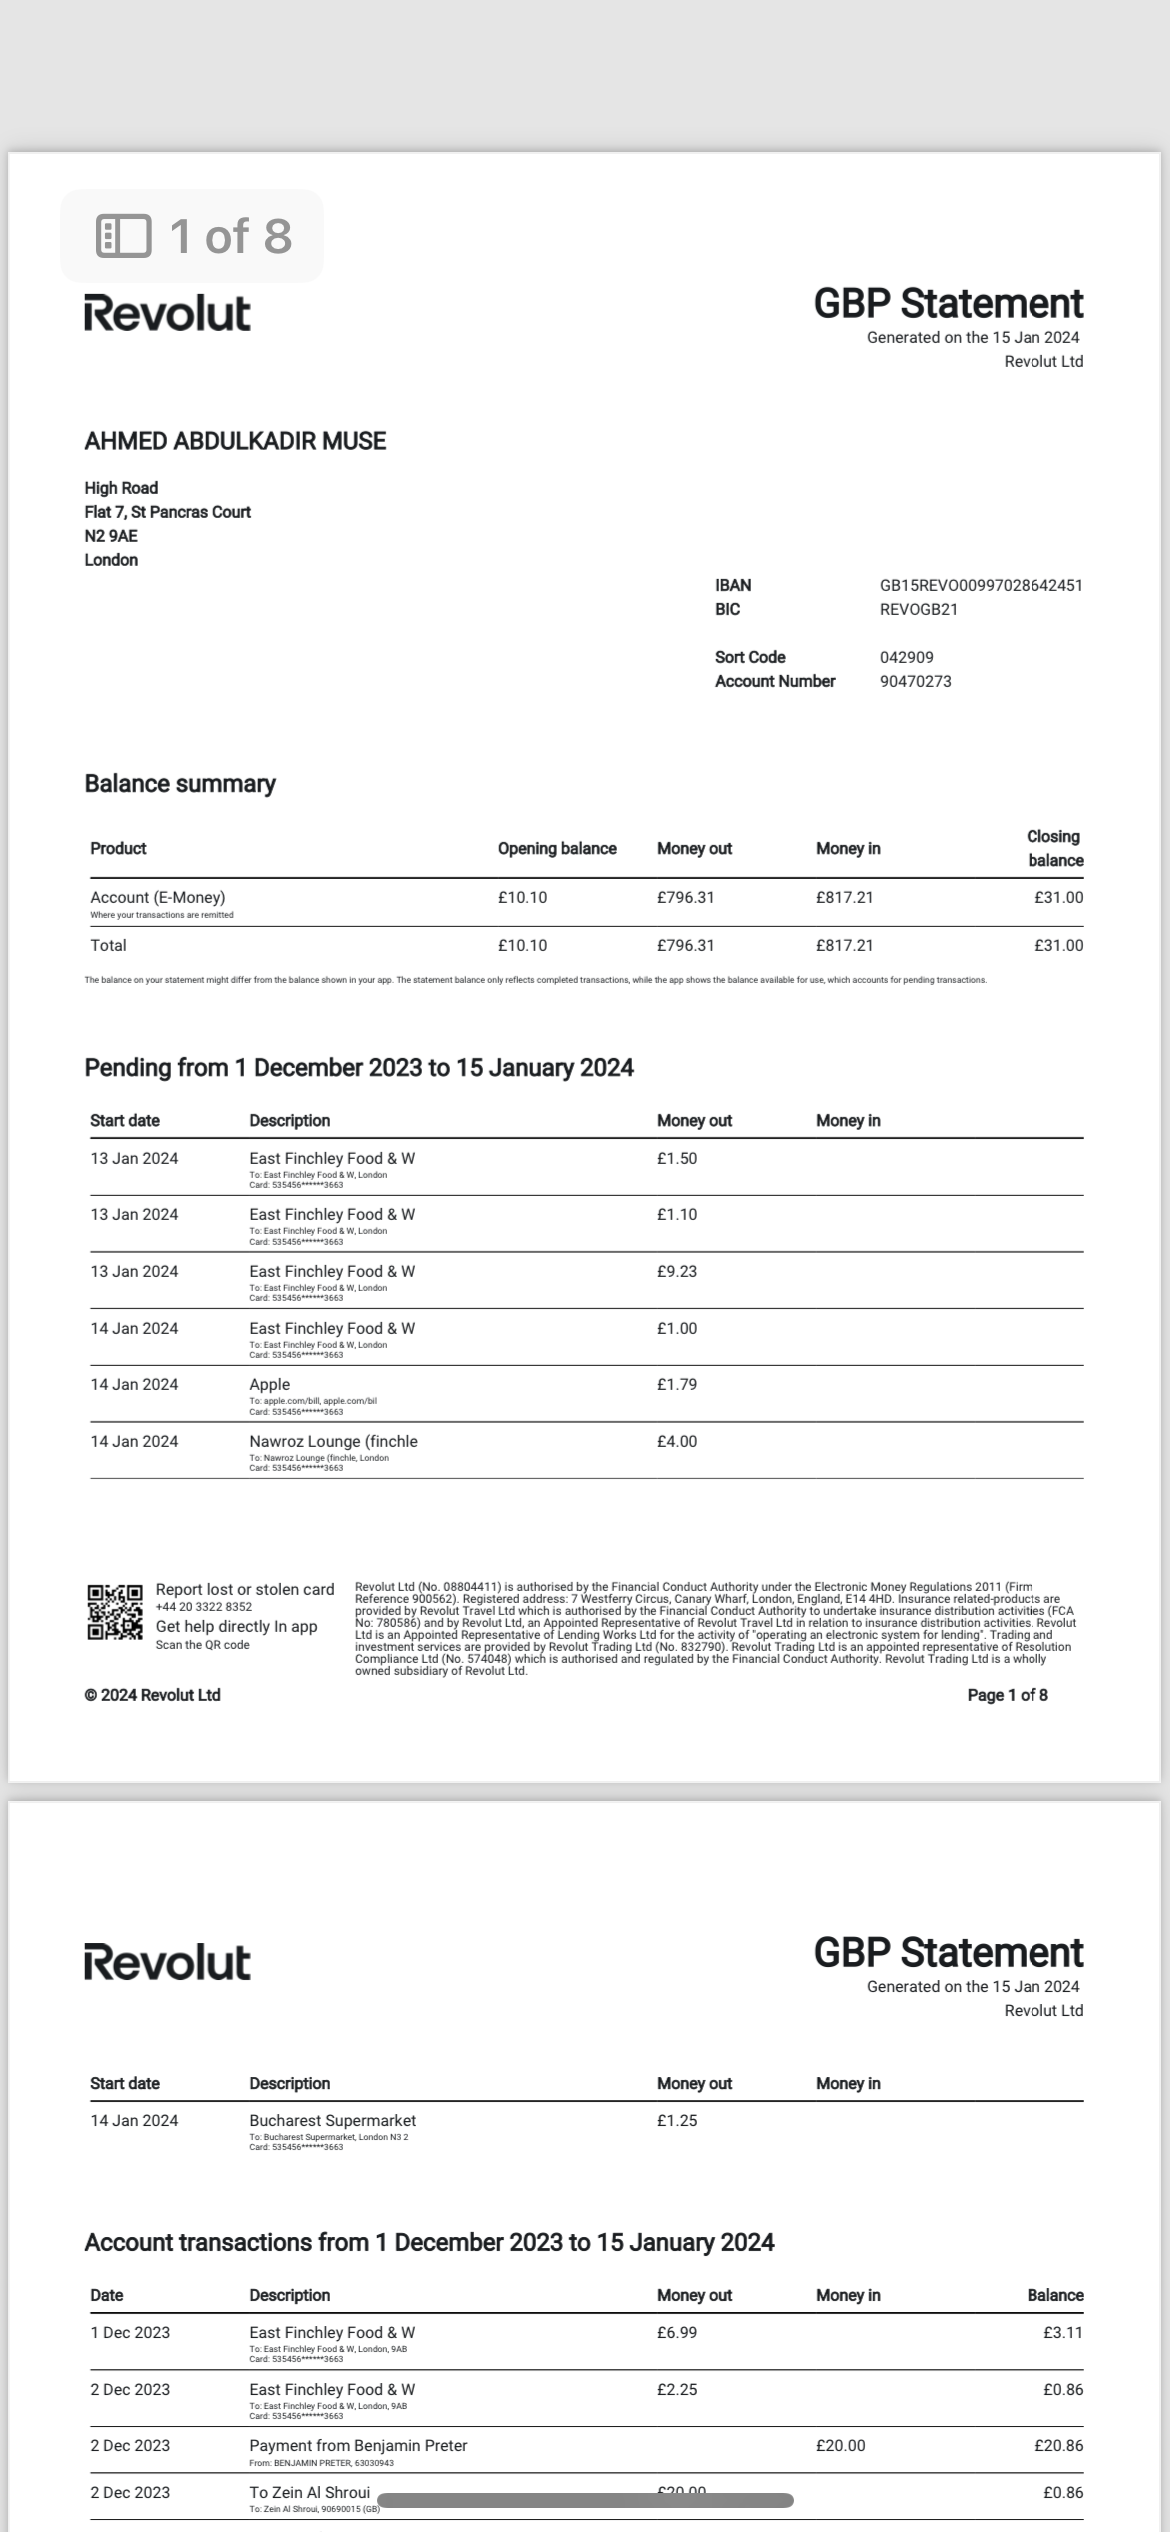 1 of 8
Revolut
GBP Statement
Generated on the 15 Jan 2024
Revolut Ltd
AHMED ABDULKADIR MUSE
High Road
Flat 7, St Pancras Court
N2 9AE
London
IBAN GB15REVO00997028642451
BIC REVOGB21
Sort Code 042909
Account Number 90470273
Balance summary
Product Opening balance Money out Money in Closing balance
Account (E-Money) £10.10 £796.31 £817.21 £31.00
Where your transactions are remitted
Total £10.10 £796.31 £817.21 £31.00
The balance on your statement might differ from the balance shown in your app. The statement balance only reflects completed transactions, while the app shows the balance available for use, which accounts for pending transactions.
Pending from 1 December 2023 to 15 January 2024
Start date Description Money out Money in
13 Jan 2024 East Finchley Food & W £1.50
To: East Finchley Food & W, London
Card: 535456******3663
13 Jan 2024 East Finchley Food & W £1.10
To: East Finchley Food & W, London
Card: 535456******3663
13 Jan 2024 East Finchley Food & W £9.23
To: East Finchley Food & W, London
Card: 535456******3663
14 Jan 2024 East Finchley Food & W £1.00
To: East Finchley Food & W, London
Card: 535456******3663
14 Jan 2024 Apple £1.79
To: apple.com/bill, apple.com/bil
Card: 535456******3663
14 Jan 2024 Nawroz Lounge (finchle £4.00
To: Nawroz Lounge (finchle, London
Card: 535456******3663
Report lost or stolen card
+44 20 3322 8352
Get help directly In app
Scan the QR code
Revolut Ltd (No. 08804411) is authorised by the Financial Conduct Authority under the Electronic Money Regulations 2011 (Firm
Reference 900562). Registered address: 7 Westferry Circus, Canary Wharf, London, England, E14 4HD. Insurance related-products are
provided by Revolut Travel Ltd which is authorised by the Financial Conduct Authority to undertake insurance distribution activities (FCA
No: 780586) and by Revolut Ltd, an Appointed Representative of Revolut Travel Ltd in relation to insurance distribution activities. Revolut
Ltd is an Appointed Representative of Lending Works Ltd for the activity of "operating an electronic system for lending". Trading and
investment services are provided by Revolut Trading Ltd (No. 832790). Revolut Trading Ltd is an appointed representative of Resolution
Compliance Ltd (No. 574048) which is authorised and regulated by the Financial Conduct Authority. Revolut Trading Ltd is a wholly
owned subsidiary of Revolut Ltd.
© 2024 Revolut Ltd Page 1 of 8
Revolut
GBP Statement
Generated on the 15 Jan 2024
Revolut Ltd
Start date Description Money out Money in
14 Jan 2024 Bucharest Supermarket £1.25
To: Bucharest Supermarket, London N3 2
Card: 535456******3663
Account transactions from 1 December 2023 to 15 January 2024
Date Description Money out Money in Balance
1 Dec 2023 East Finchley Food & W £6.99 £3.11
To: East Finchley Food & W, London, 9AB
Card: 535456******3663
2 Dec 2023 East Finchley Food & W £2.25 £0.86
To: East Finchley Food & W, London, 9AB
Card: 535456******3663
2 Dec 2023 Payment from Benjamin Preter £20.00 £20.86
From: BENJAMIN PRETER, 63030943
2 Dec 2023 To Zein Al Shroui £20.00 £0.86
To: Zein Al Shroui, 90690015 (GB)